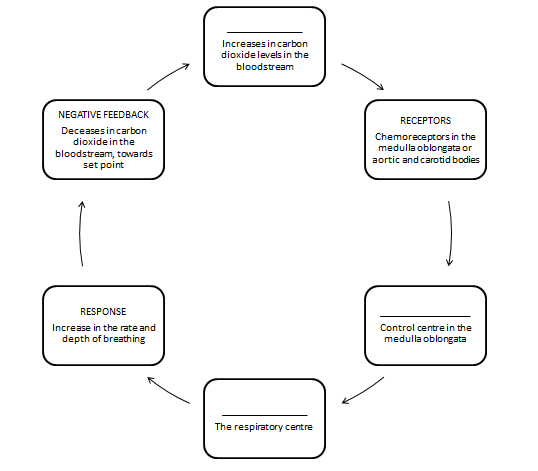 Increases in carbon
dioxide levels in the
bloodstream
NEGATIVE FEEDBACK
Deceases in carbon
dioxide in the
bloodstream, towards
set point
RECEPTORS
Chemoreceptors in the
medulla oblongata or
aortic and carotid bodies
RESPONSE
Increase in the rate and
depth of breathing
Control centre in the
medulla oblongata
The respiratory centre